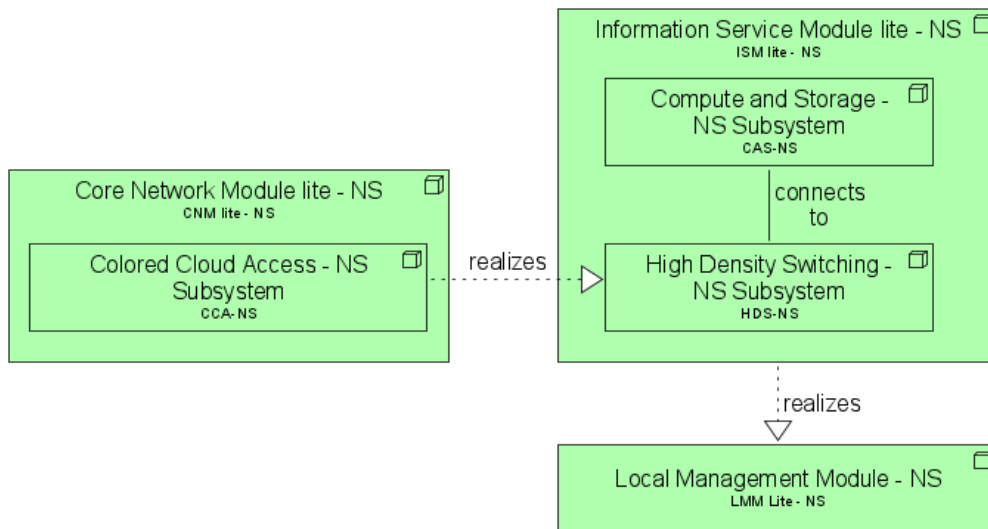 Information Service Module lite - NS
ISM lite - NS
Compute and Storage -
NS Subsystem
CAS-NS
connects
to
Core Network Module lite - NS
CNM lite - NS
Colored Cloud Access - NS
Subsystem
CCA-NS
realizes
High Density Switching -
NS Subsystem
HDS-NS
realizes
Local Management Module - NS
LMM Lite - NS